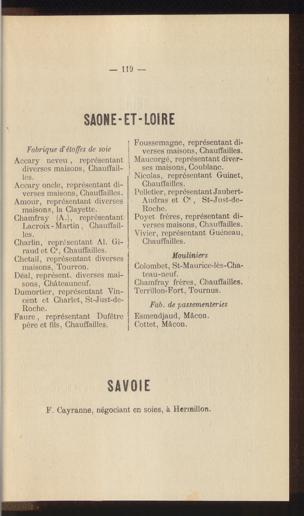 — 119 —
SAONE-ET-LOIRE
Fabrique d'étoffes de soie
Accary neveu, représentant
diverses maisons, Chauffail-
les.
Accary oncle, représentant di-
verses maisons, Chauffailles.
Amour, représentant diverses
maisons, la Clayette.
Chamfray (A.), représentant
Lacroix-Martin, Chauffail-
les.
Charlin, représentant Al. Gi-
raud et Cie, Chauffailles.
Chetail, représentant diverses
maisons, Tourron.
Déal, représent. diverses mai-
sons, Châteauneuf.
Dumortier, représentant Vin-
cent et Charlet, St-Just-de-
Roche.
Faure, représentant Dufêtre
père et fils, Chauffailles.
Foussemagne, représentant di-
verses maisons, Chauffailles.
Maucorgé, représentant diver-
ses maisons, Coublanc.
Nicolas, représentant Guinet,
Chauffailles.
Pelletier, représentant Jaubert-
Audras et Cie, St-Just-de-
Roche.
Poyet frères, représentant di-
verses maisons, Chauffailles.
Vivier, représentant Guéneau,
Chauffailles.
Mouliniers
Colombet, St-Maurice-lès-Cha-
teau-neuf.
Chamfray frères, Chauffailles.
Terrillon-Fort, Tournus.
Fab. de passementeries
Esmendjaud, Mâcon.
Cottet, Mâcon.
SAVOIE
F. Cayranne, négociant en soies, à Hermillon.